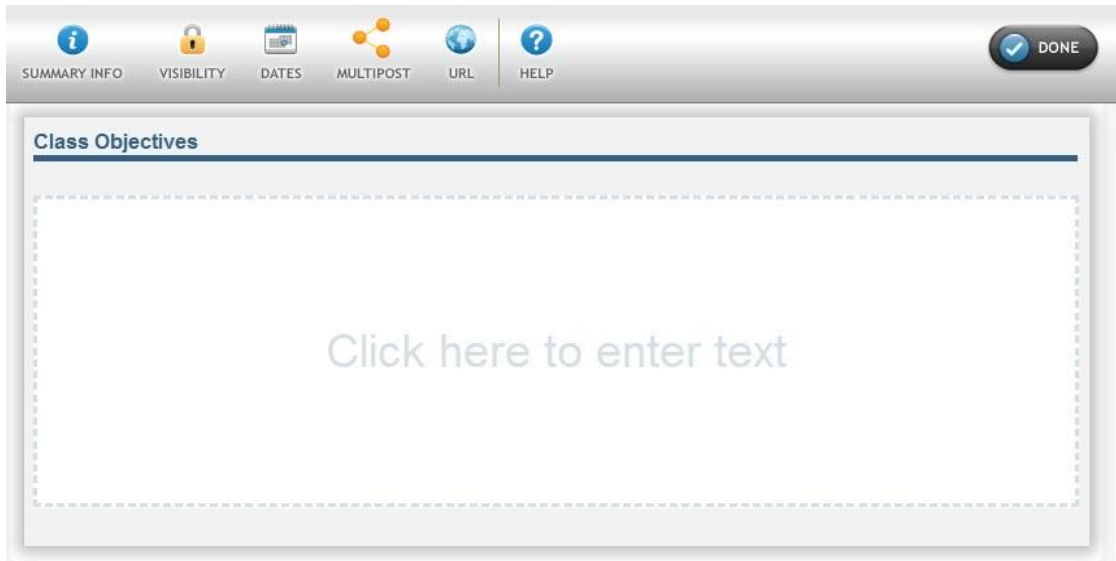 SUMMARY INFO VISIBILITY DATES MULTIPOST URL HELP DONE
Class Objectives
Click here to enter text